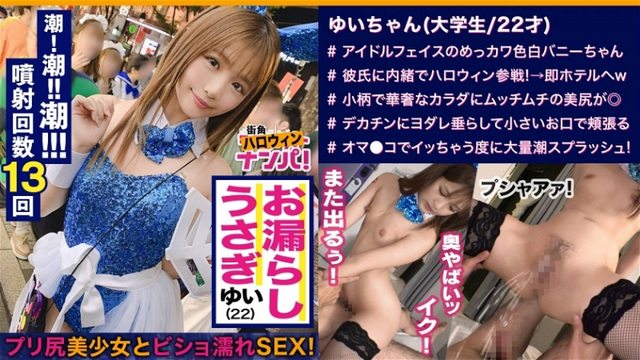 潮!潮!!潮!!!
噴射回数13回
街角
ハロウィン
ナンパ!
お漏らし
うさぎ
ゆい
(22)
プリ尻美少女とビショ濡れSEX!
ゆいちゃん(大学生/22才)
# アイドルフェイスのめっカワ色白バニーちゃん
# 彼氏に内緒でハロウィン参戦!→即ホテルへw
# 小柄で華奢なカラダにムッチムチの美尻が◎
# デカチンにヨダレ垂らして小さいお口で頬張る
# オマ●コでイッちゃう度に大量潮スプラッシュ!
また出るぅ!
奥やばいッ
イク!
プシャアァ!